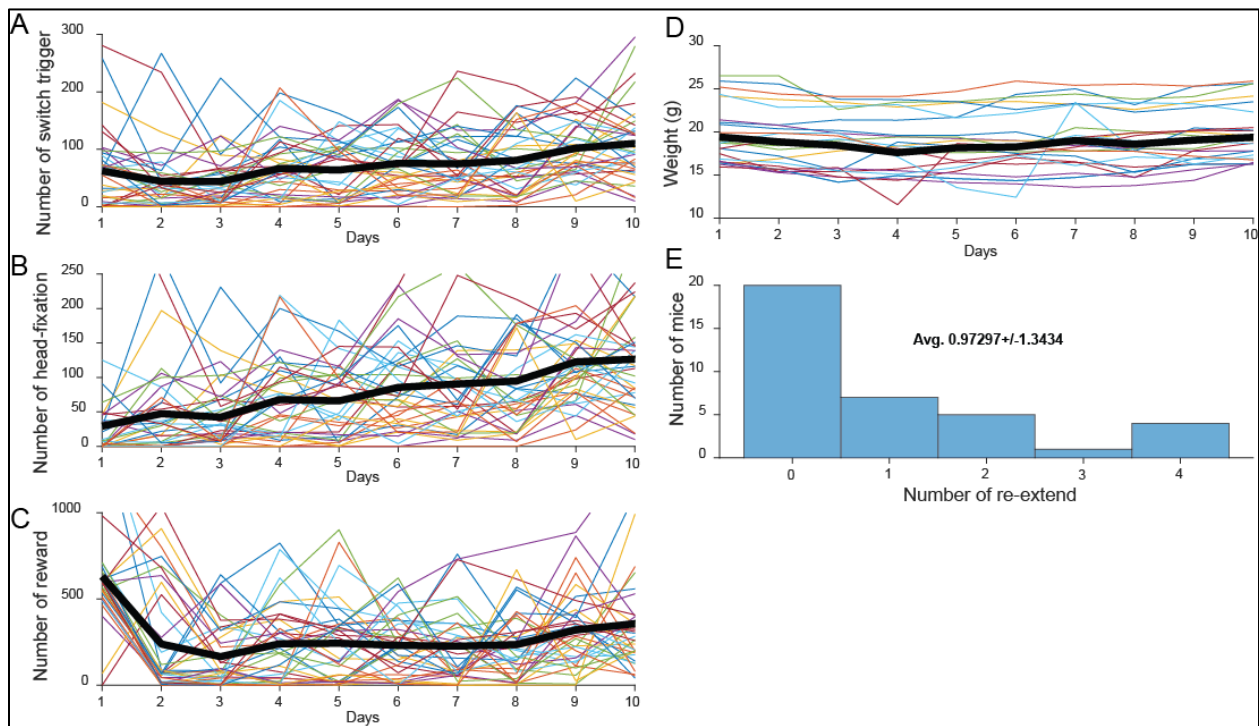 A
Number of switch trigger
300
200
100
0
1 2 3 4 5 6 7 8 9 10
Days
B
Number of head-fixation
250
200
150
100
50
0
1 2 3 4 5 6 7 8 9 10
Days
C
Number of reward
1000
500
0
1 2 3 4 5 6 7 8 9 10
Days
D
Weight (g)
30
25
20
15
10
1 2 3 4 5 6 7 8 9 10
Days
E
Number of mice
20
15
10
5
0
Avg. 0.97297+/-1.3434
0 1 2 3 4
Number of re-extend